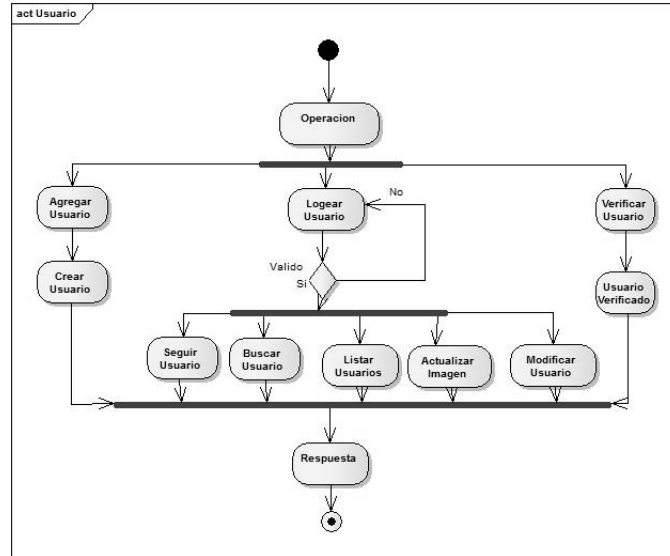 act Usuario
Operacion
Agregar
Usuario
Logear
Usuario
No
Verificar
Usuario
Crear
Usuario
Valido
Si
Usuario
Verificado
Seguir
Usuario
Buscar
Usuario
Listar
Usuarios
Actualizar
Imagen
Modificar
Usuario
Respuesta